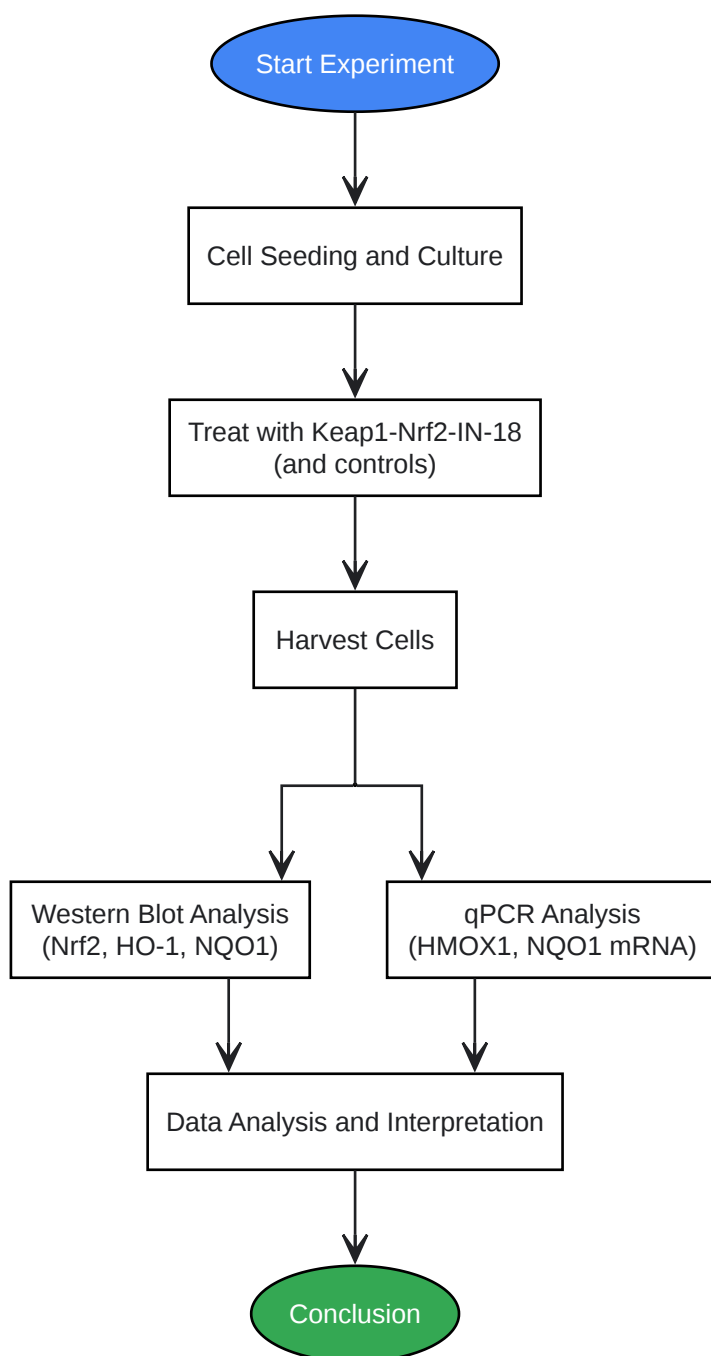 Start Experiment
Cell Seeding and Culture
Treat with Keap1-Nrf2-IN-18
(and controls)
Harvest Cells
Western Blot Analysis
(Nrf2, HO-1, NQO1)
qPCR Analysis
(HMOX1, NQO1 mRNA)
Data Analysis and Interpretation
Conclusion